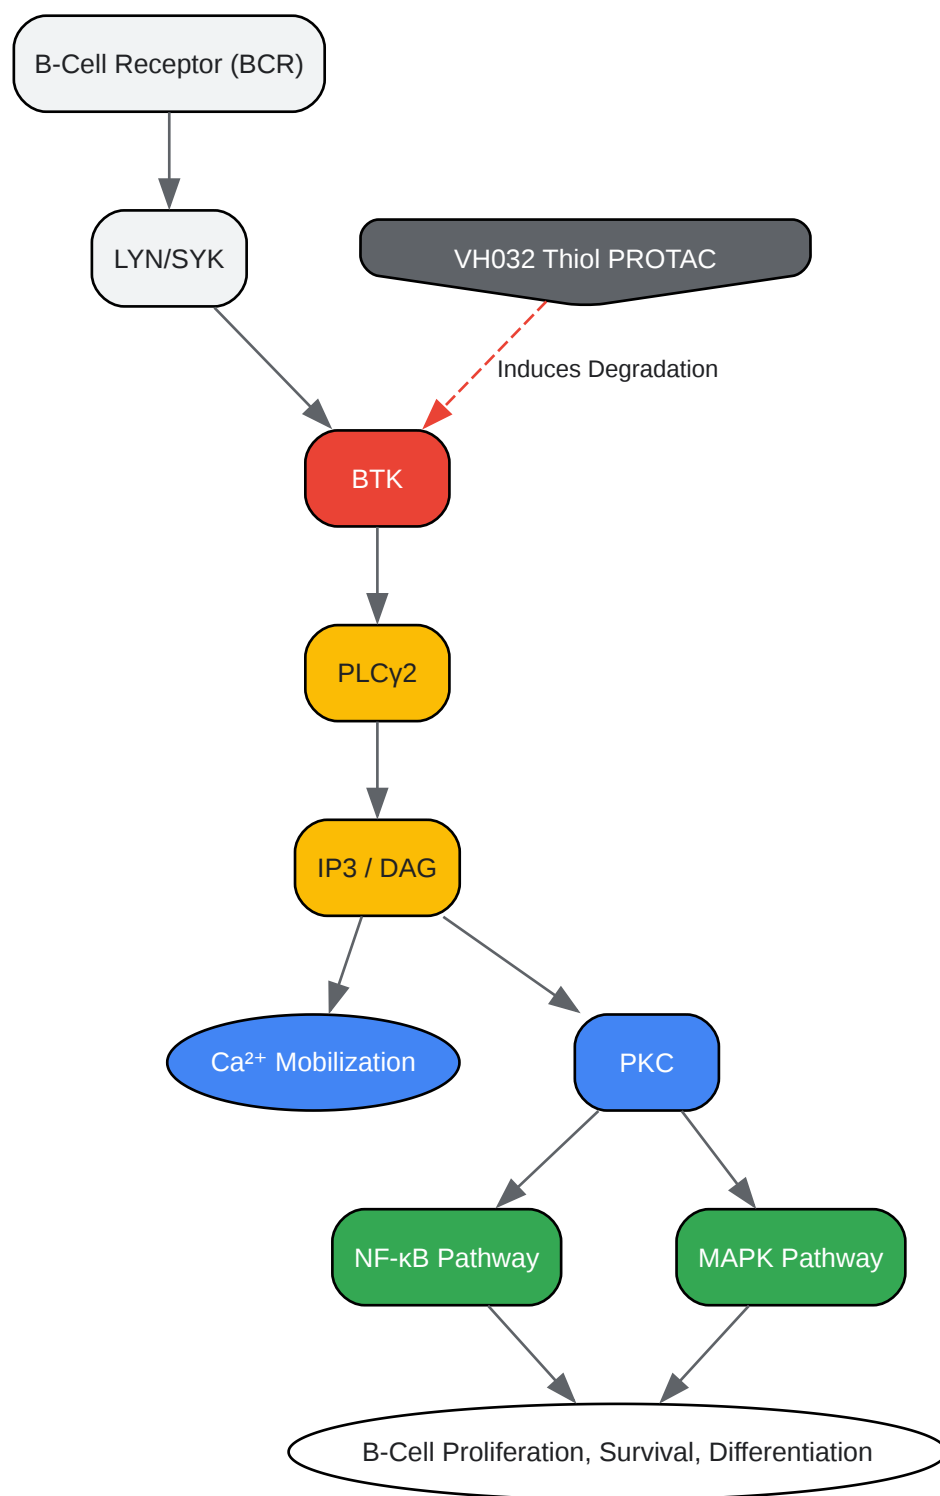 B-Cell Receptor (BCR)
LYN/SYK
VH032 Thiol PROTAC
Induces Degradation
BTK
PLCγ2
IP3 / DAG
Ca²⁺ Mobilization
PKC
NF-κB Pathway
MAPK Pathway
B-Cell Proliferation, Survival, Differentiation